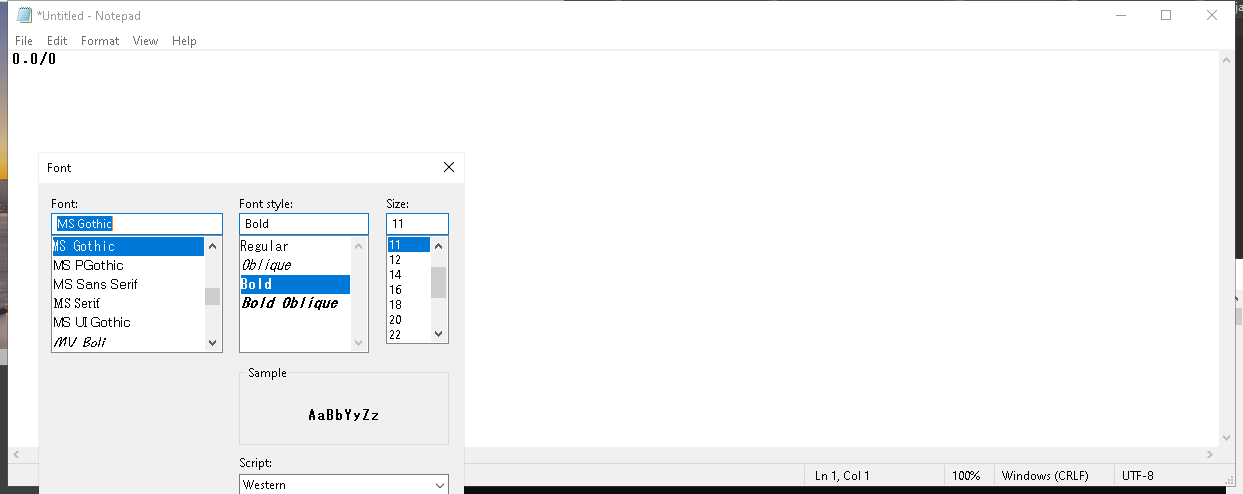 *Untitled - Notepad
File Edit Format View Help
0.0/0
Font
Font: Font style: Size:
MS Gothic Bold 11
MS Gothic Regular 11
MS PGothic Oblique 12
MS Sans Serif Bold 14
MS Serif Bold Oblique 16
MS UI Gothic 18
MV Boli 20
22
Sample
AaBbYyZz
Script:
Western
Ln 1, Col 1 100% Windows (CRLF) UTF-8